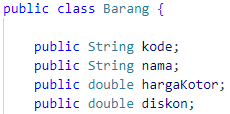 public class Barang {
public String kode;
public String nama;
public double hargaKotor;
public double diskon;